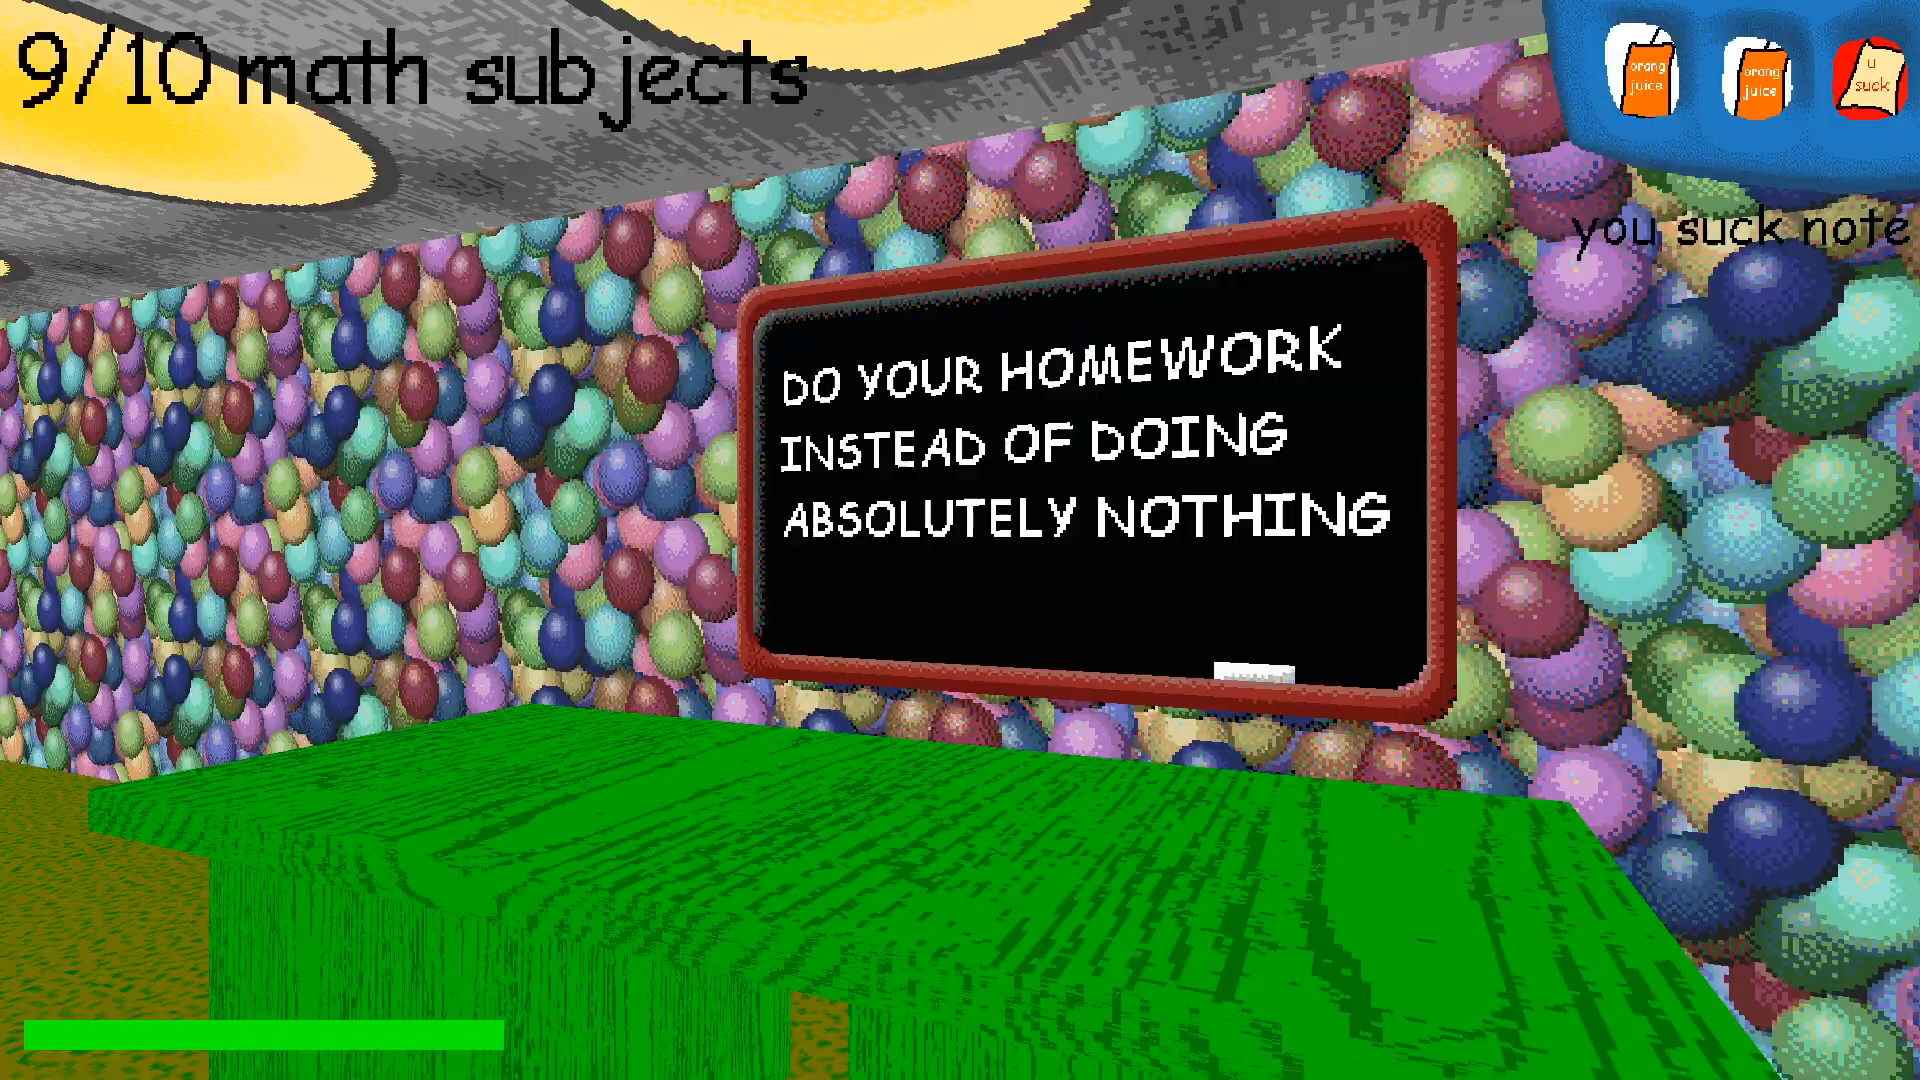 9/10 math subjects
orang
juice
orang
juice
u
suck
you suck note
DO YOUR HOMEWORK
INSTEAD OF DOING
ABSOLUTELY NOTHING